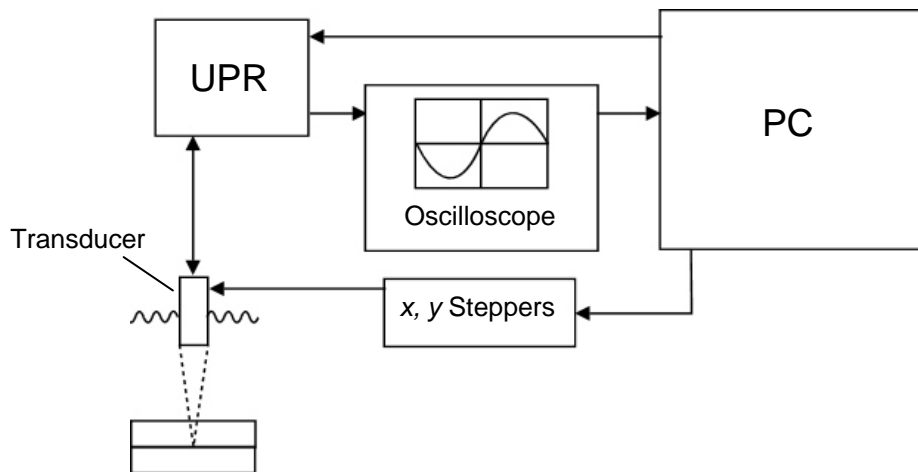 UPR
PC
Oscilloscope
Transducer
x, y Steppers